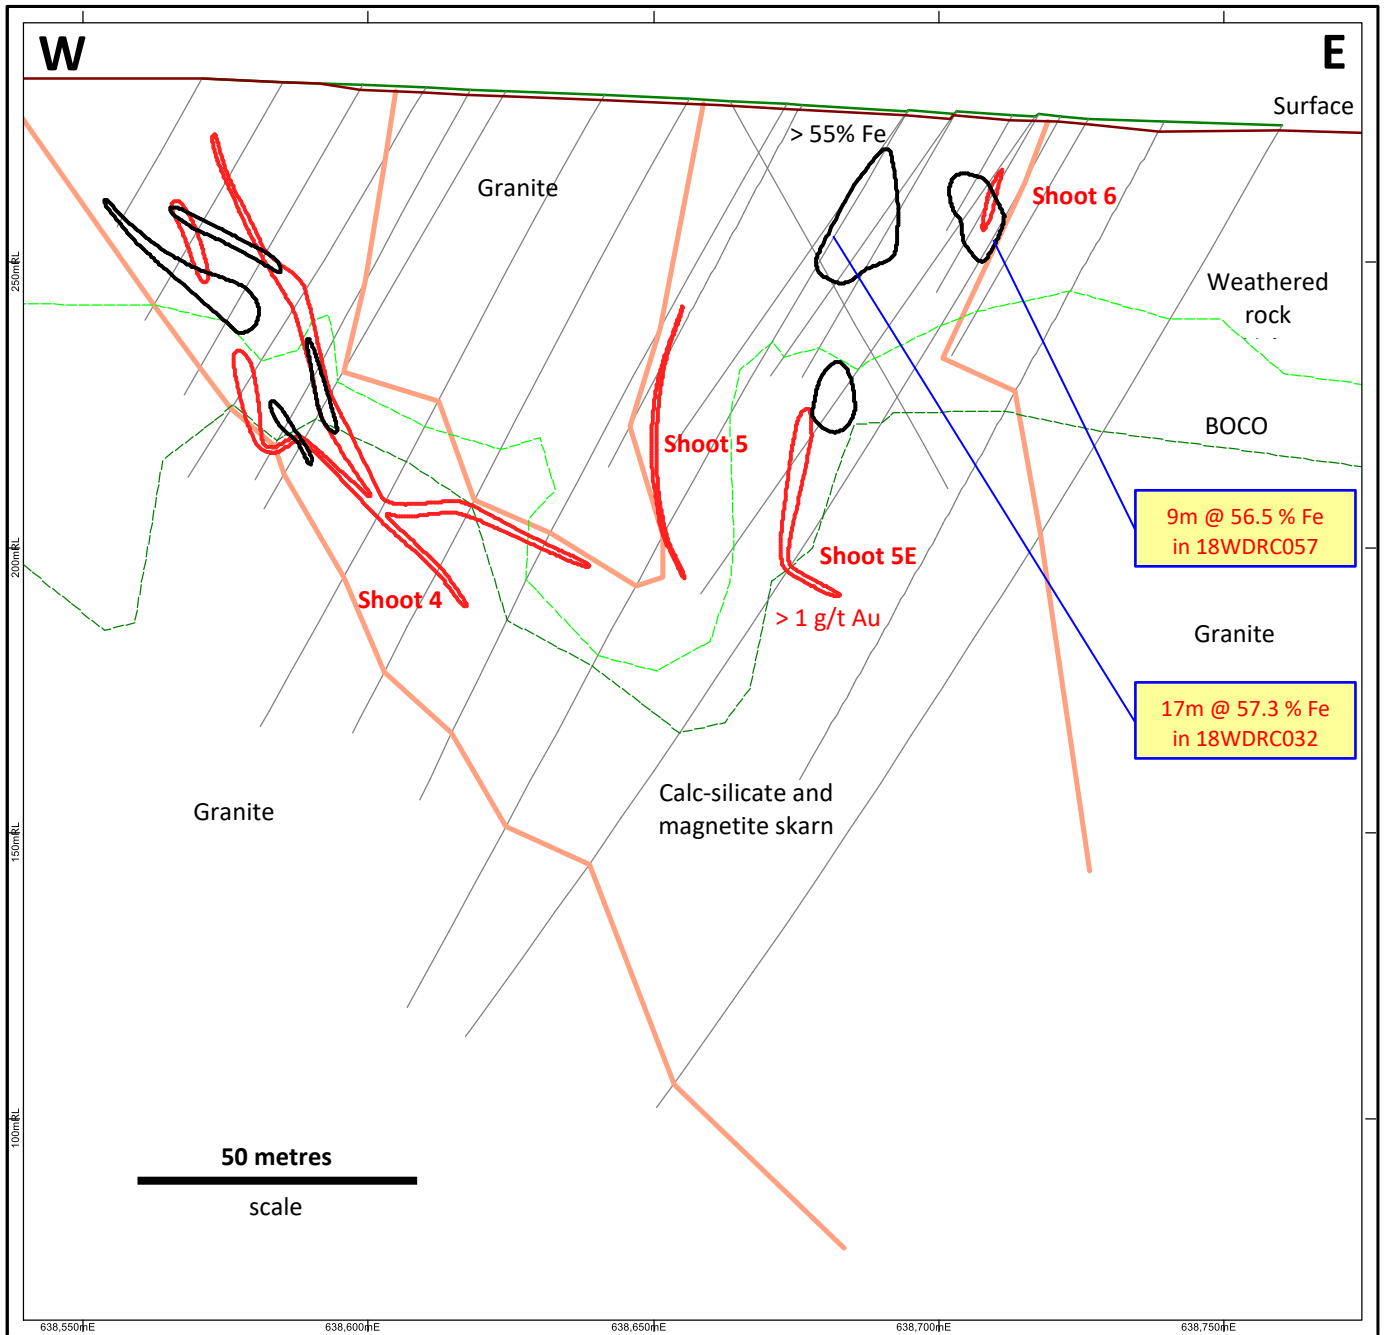 W
E
Surface
> 55% Fe
Granite
Shoot 6
250mRL
Weathered
rock
BOCO
Shoot 5
9m @ 56.5 % Fe
in 18WDRC057
200mRL
Shoot 5E
Shoot 4
> 1 g/t Au
Granite
17m @ 57.3 % Fe
in 18WDRC032
Calc-silicate and
magnetite skarn
Granite
150mRL
100mRL
50 metres
scale
638,550mE
638,600mE
638,650mE
638,700mE
638,750mE